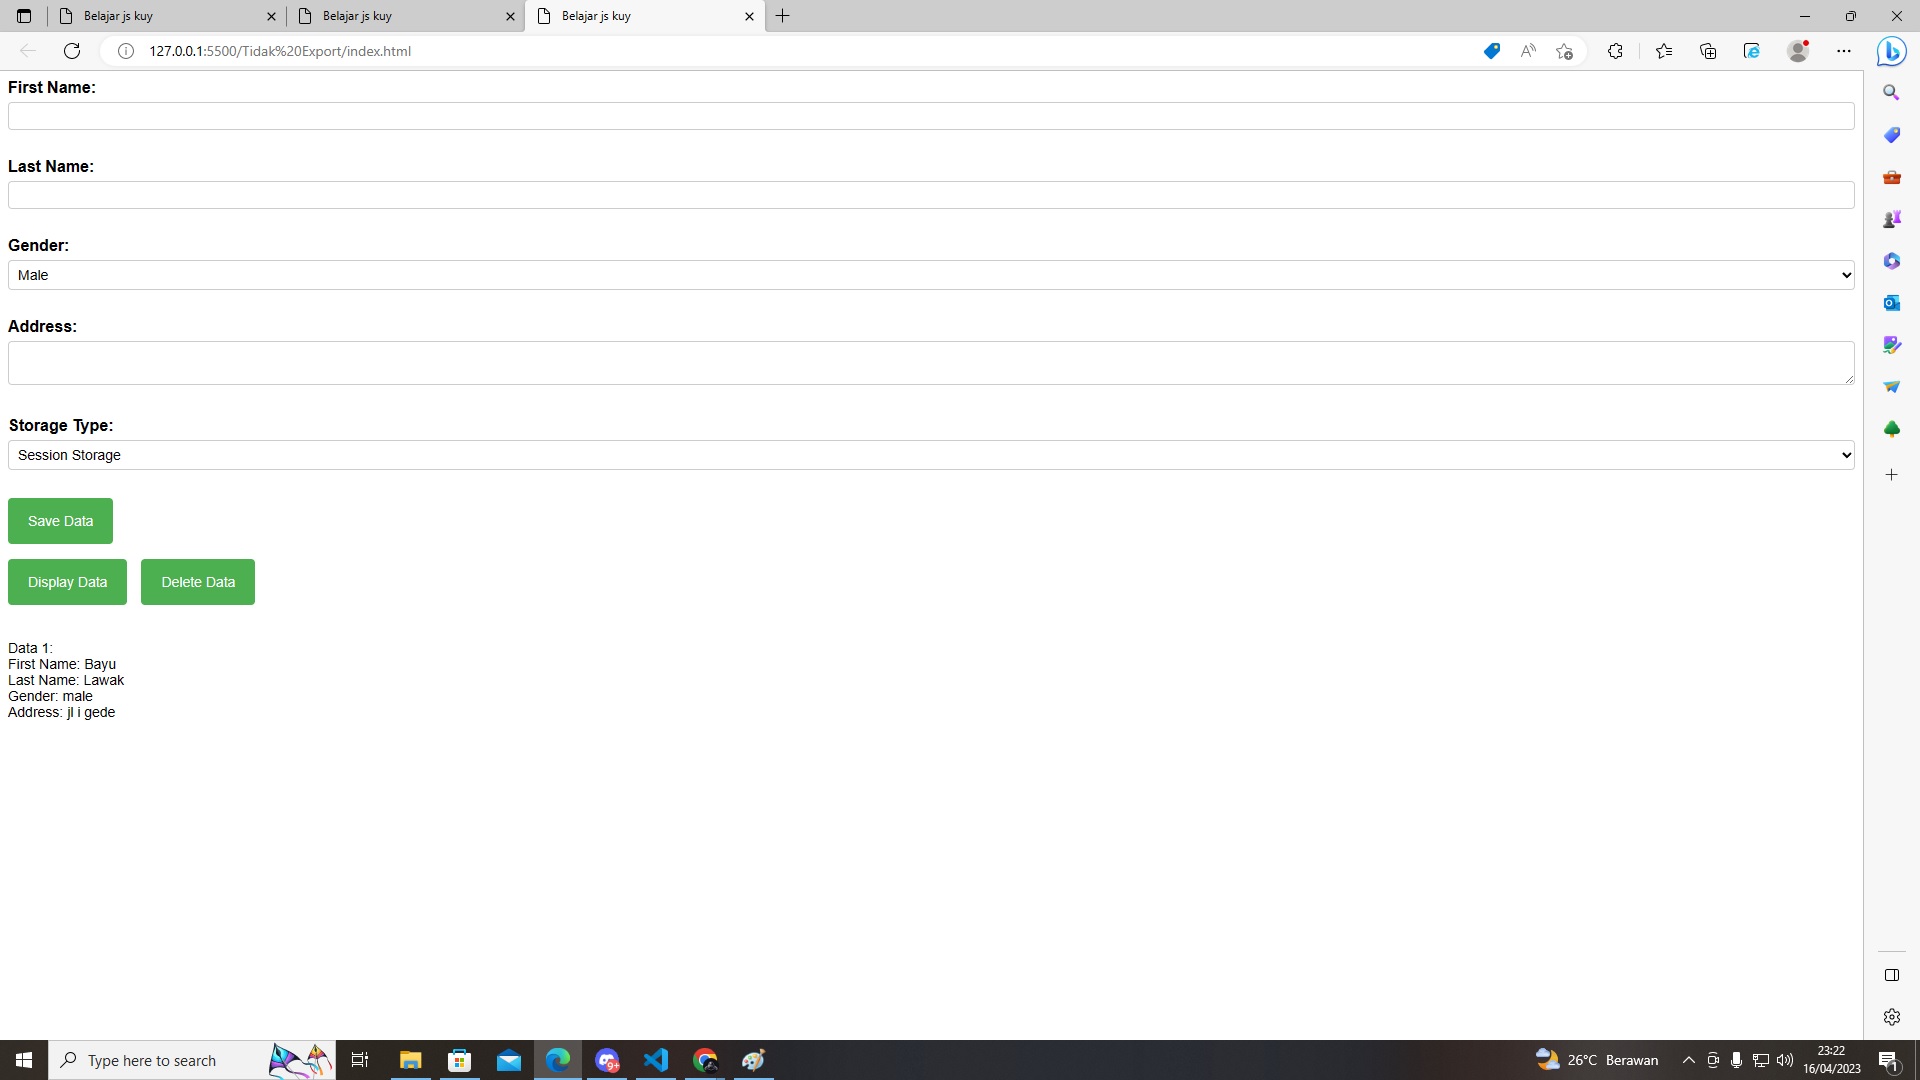 Belajar js kuy
Belajar js kuy
Belajar js kuy
127.0.0.1:5500/Tidak%20Export/index.html
First Name:
Last Name:
Gender:
Male
Address:
Storage Type:
Session Storage
Save Data
Display Data
Delete Data
Data 1:
First Name: Bayu
Last Name: Lawak
Gender: male
Address: jl i gede
Type here to search
9+
26°C Berawan
23:22
16/04/2023
1